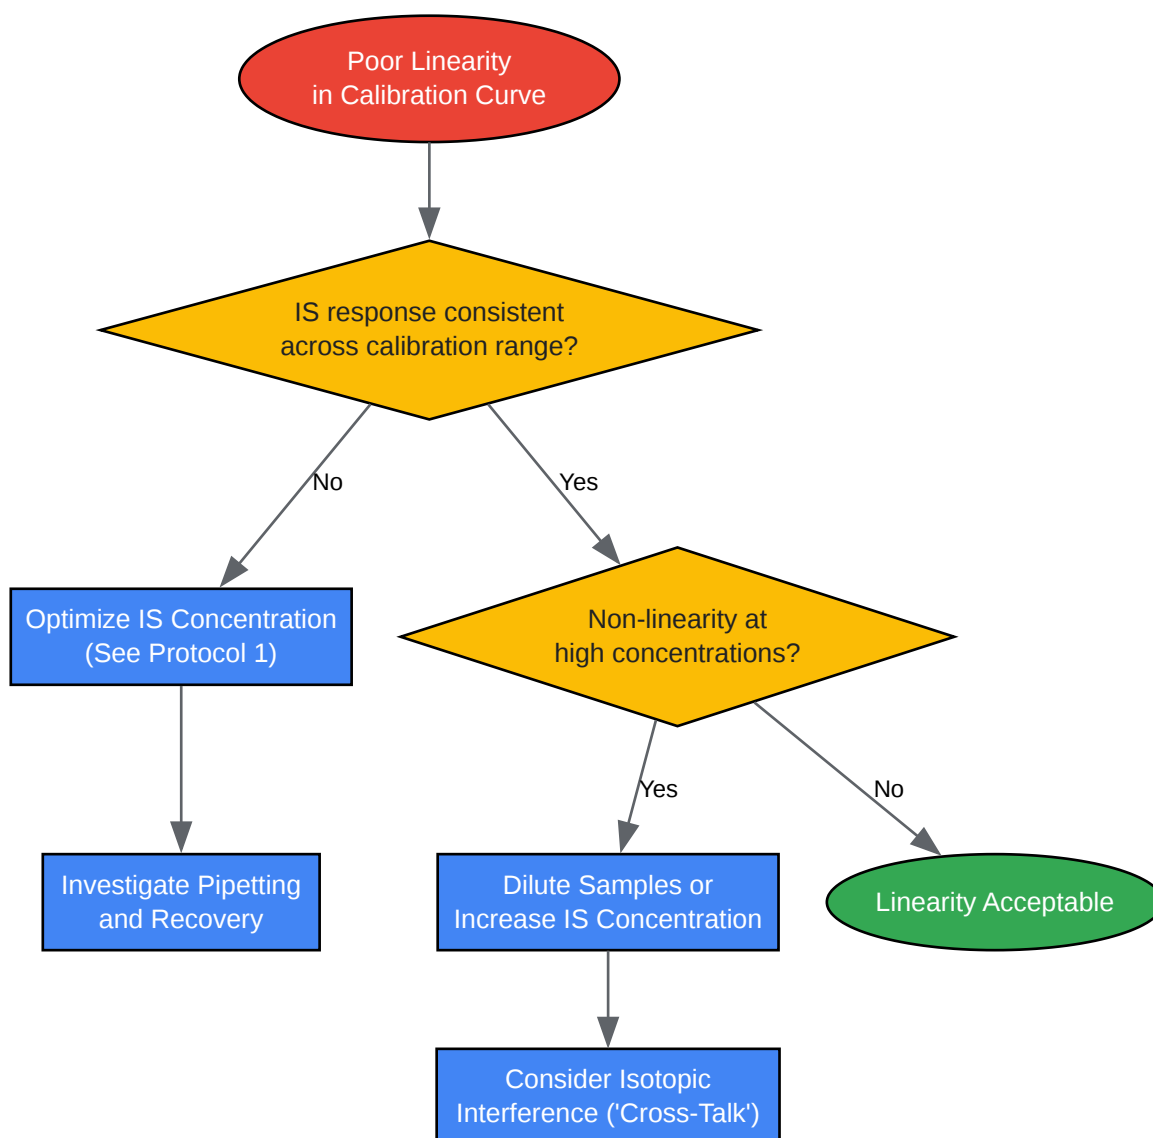 Poor Linearity
in Calibration Curve
IS response consistent
across calibration range?
No
Yes
Optimize IS Concentration
(See Protocol 1)
Non-linearity at
high concentrations?
Yes
No
Investigate Pipetting
and Recovery
Dilute Samples or
Increase IS Concentration
Linearity Acceptable
Consider Isotopic
Interference ('Cross-Talk')